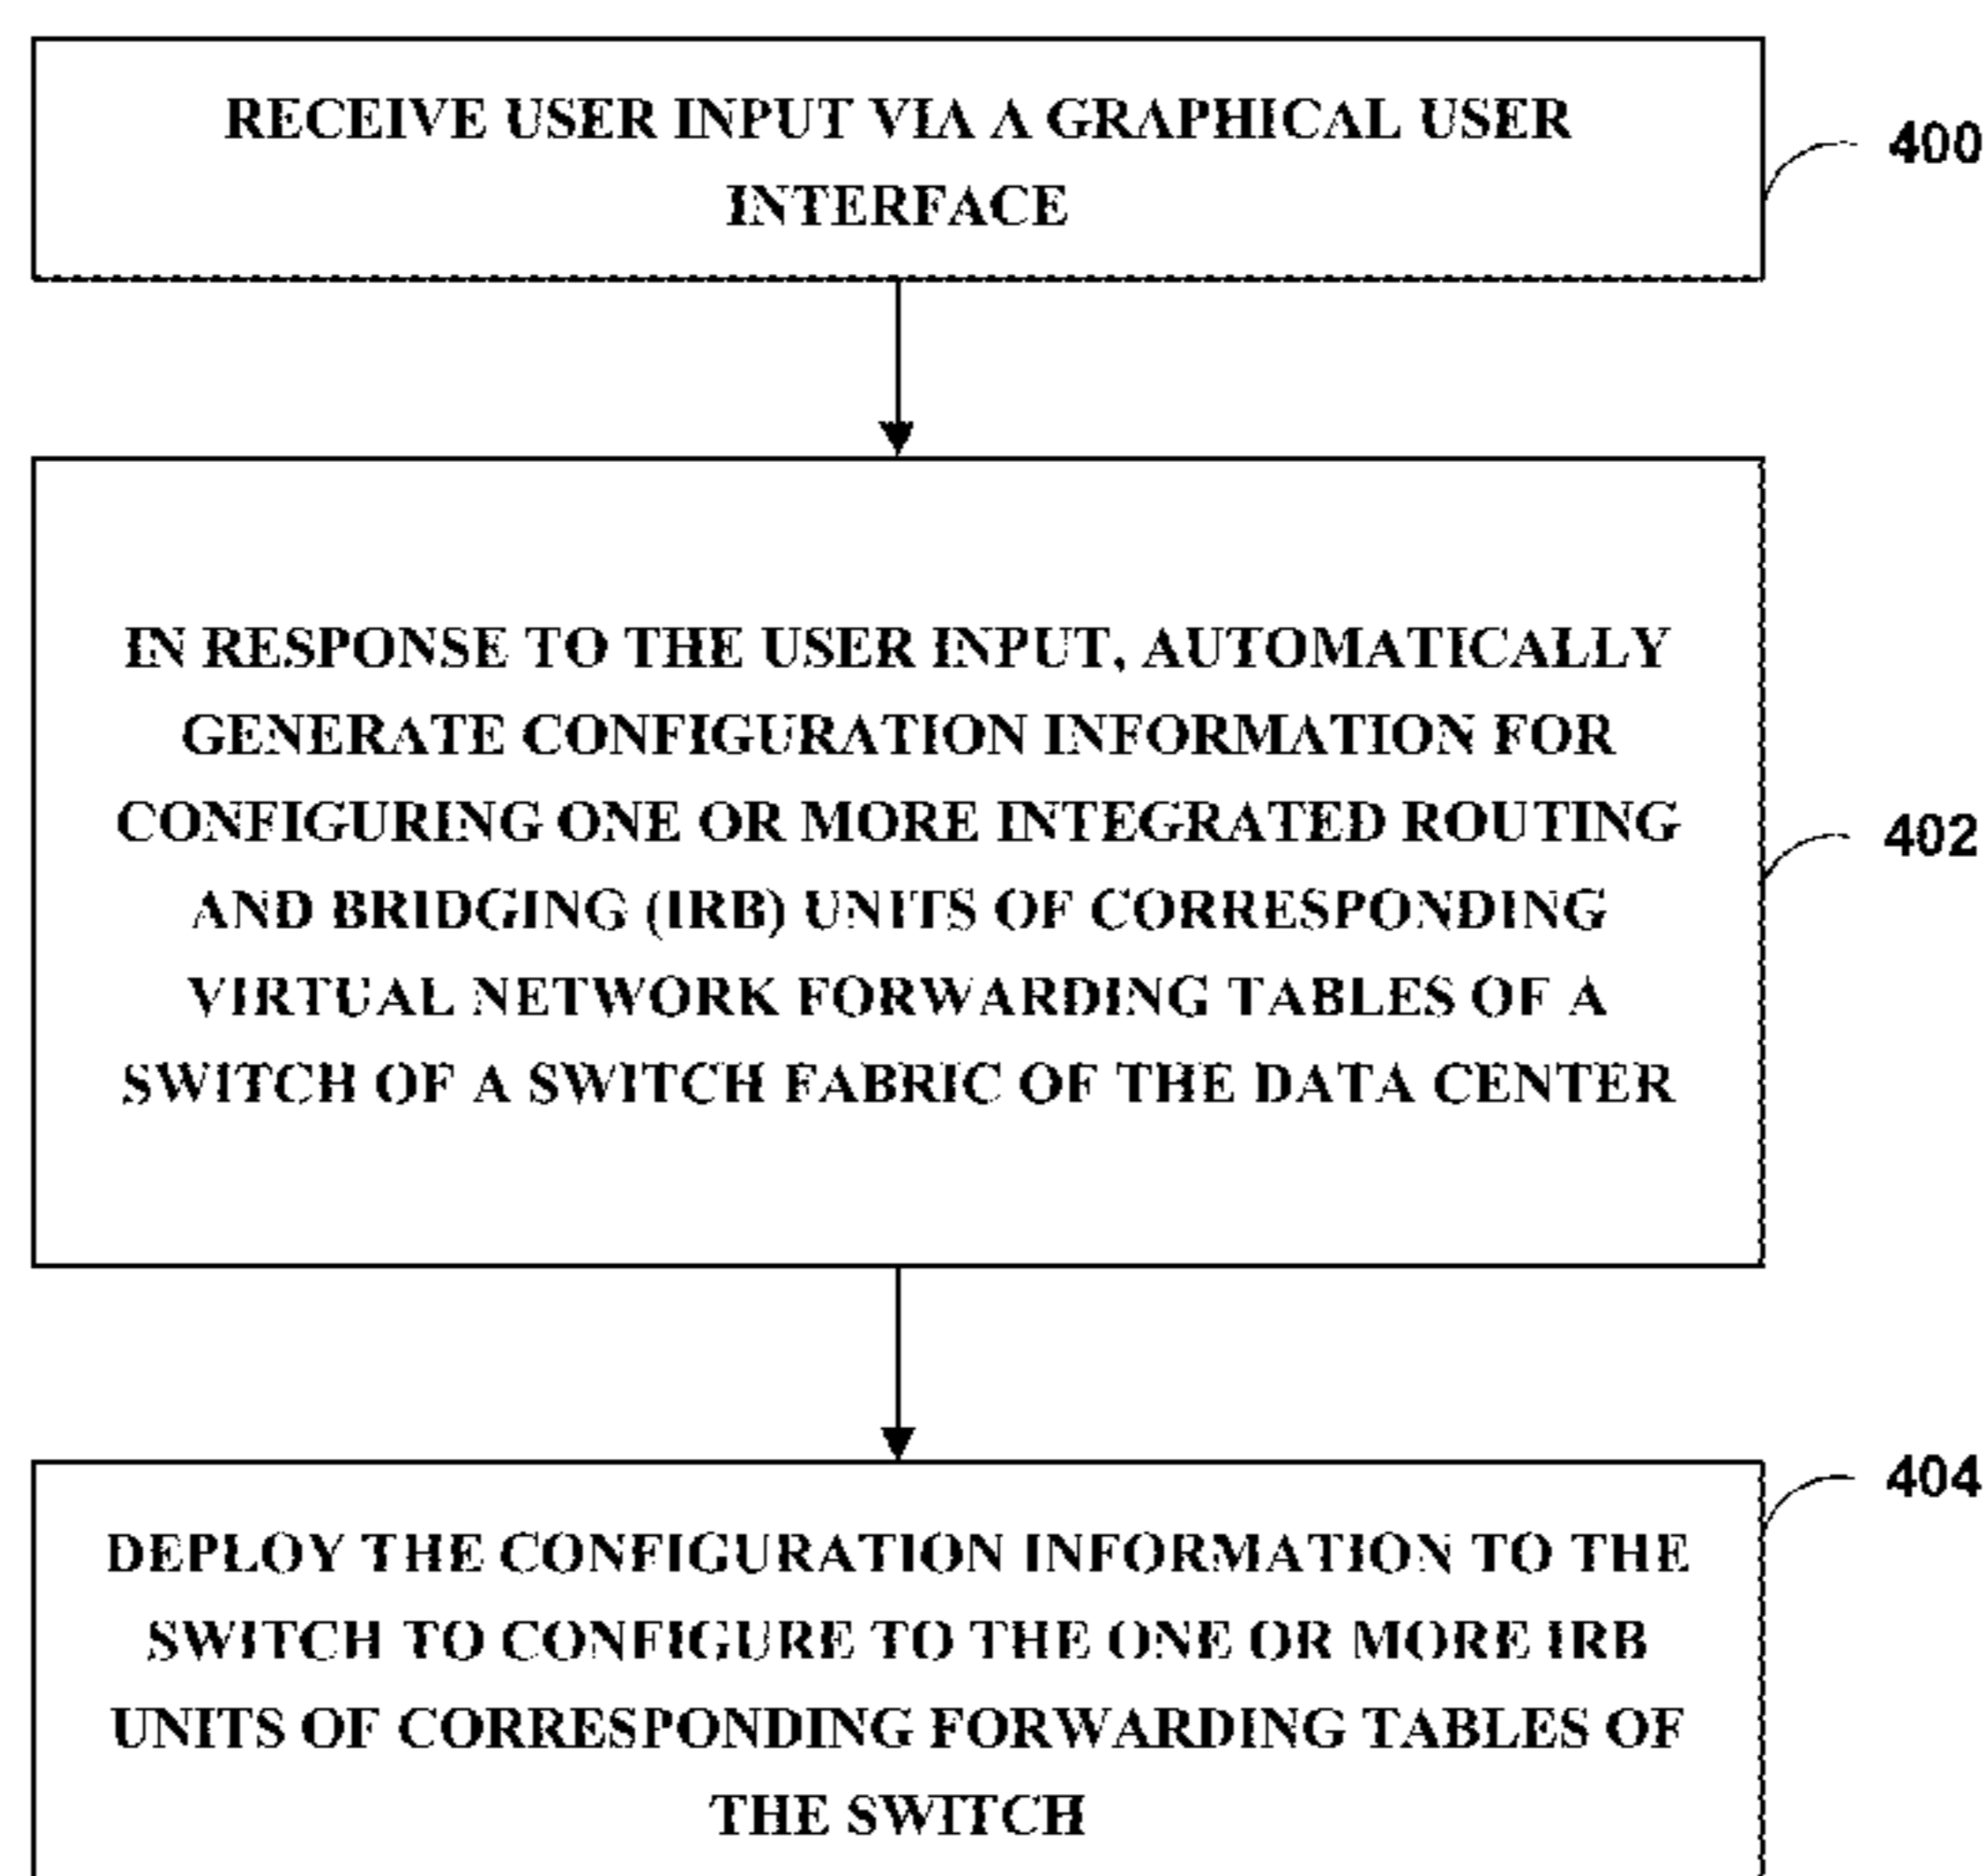 RECEIVE USER INPUT VIA A GRAPHICAL USER
INTERFACE
400
IN RESPONSE TO THE USER INPUT, AUTOMATICALLY
GENERATE CONFIGURATION INFORMATION FOR
CONFIGURING ONE OR MORE INTEGRATED ROUTING
AND BRIDGING (IRB) UNITS OF CORRESPONDING
VIRTUAL NETWORK FORWARDING TABLES OF A
SWITCH OF A SWITCH FABRIC OF THE DATA CENTER
402
DEPLOY THE CONFIGURATION INFORMATION TO THE
SWITCH TO CONFIGURE TO THE ONE OR MORE IRB
UNITS OF CORRESPONDING FORWARDING TABLES OF
THE SWITCH
404